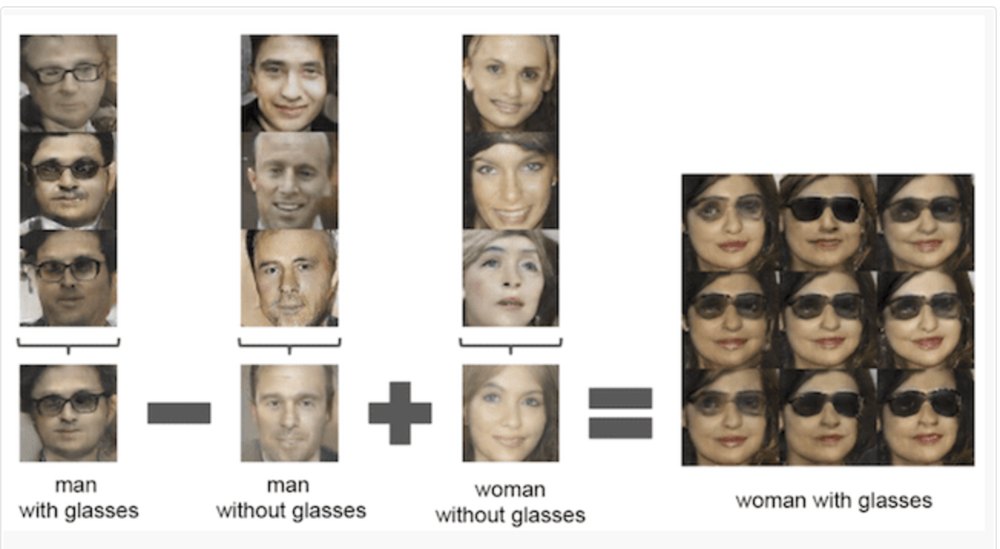 man
with glasses
man
without glasses
woman
without glasses
woman with glasses